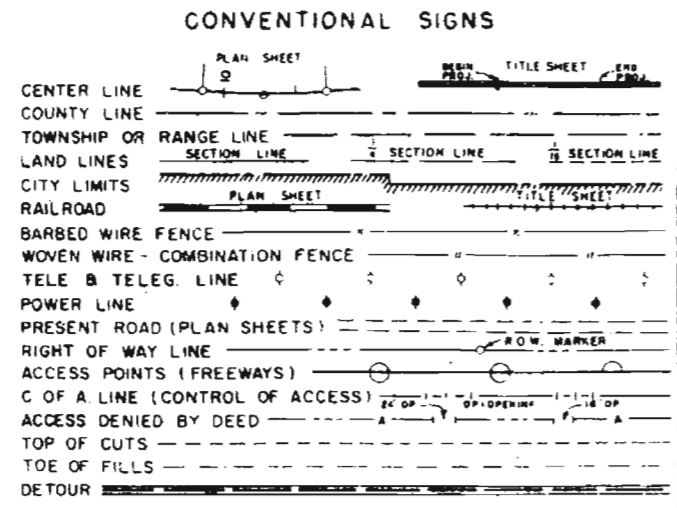 CONVENTIONAL SIGNS
PLAN SHEET
BEGIN PROJ. TITLE SHEET END PROJ.
10
CENTER LINE
COUNTY LINE
TOWNSHIP OR RANGE LINE
LAND LINES SECTION LINE 1/4 SECTION LINE 1/16 SECTION LINE
CITY LIMITS
PLAN SHEET TITLE SHEET
RAILROAD
BARBED WIRE FENCE
WOVEN WIRE - COMBINATION FENCE
TELE & TELEG. LINE
POWER LINE
PRESENT ROAD (PLAN SHEETS)
R.O.W. MARKER
RIGHT OF WAY LINE
ACCESS POINTS (FREEWAYS)
C OF A LINE (CONTROL OF ACCESS)
24' OP OP=OPENING 16' OP
ACCESS DENIED BY DEED A P P A
TOP OF CUTS
TOE OF FILLS
DETOUR